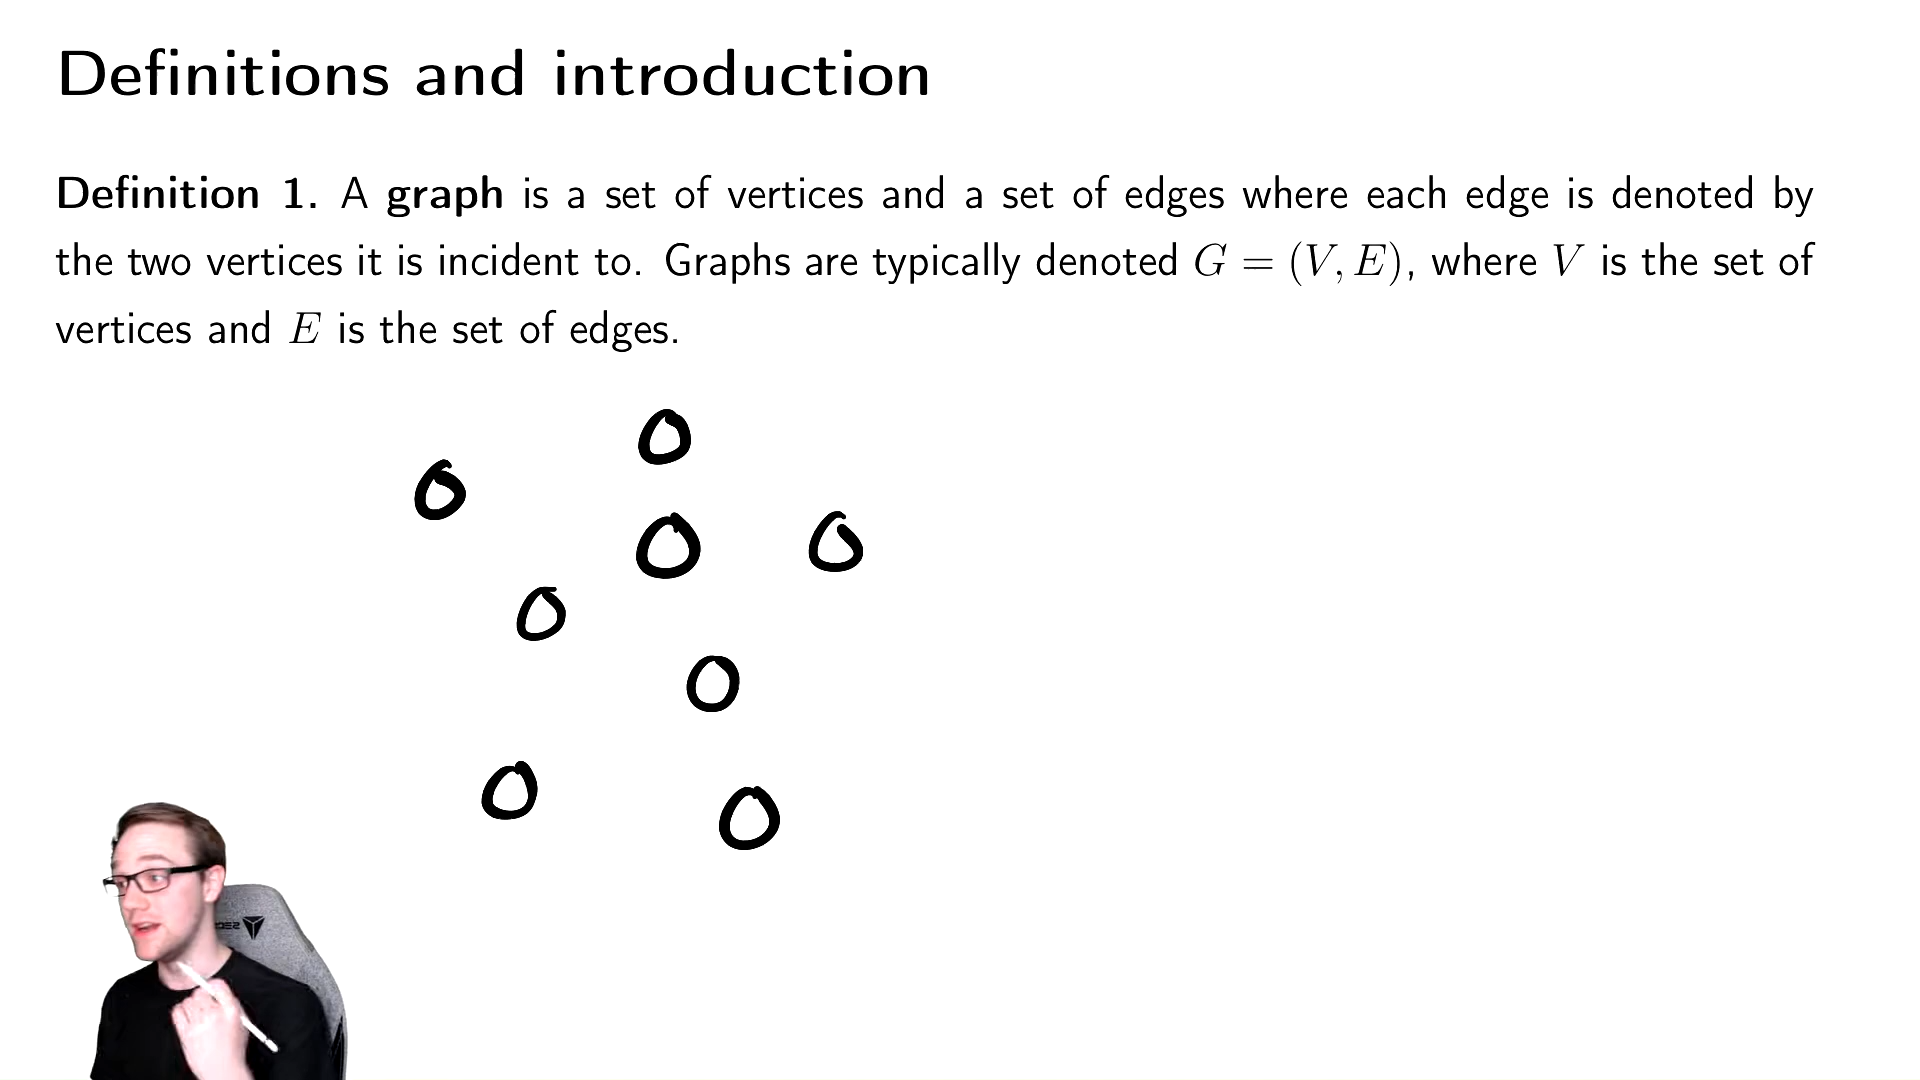 Definitions and introduction
Definition 1. A graph is a set of vertices and a set of edges where each edge is denoted by
the two vertices it is incident to. Graphs are typically denoted G = (V, E), where V is the set of
vertices and E is the set of edges.